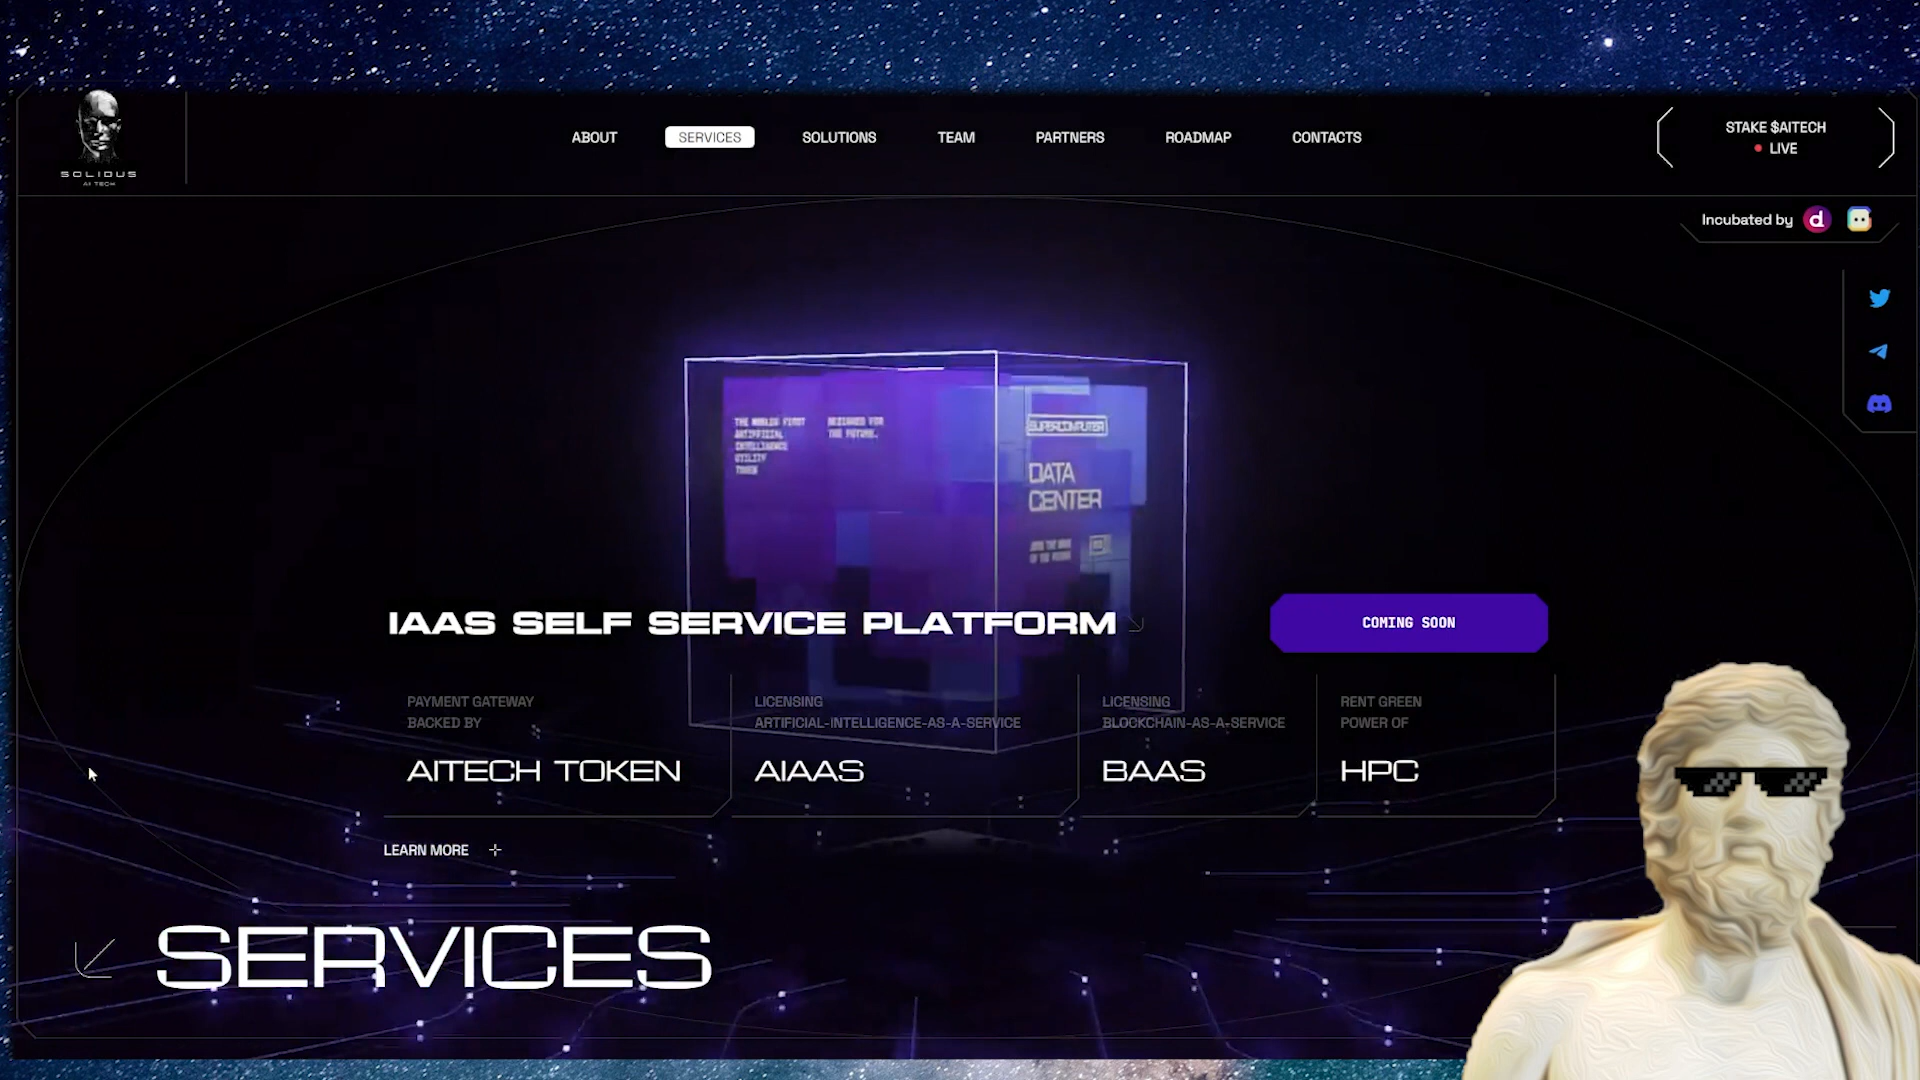 SOLIDUS
AI TECH
ABOUT
SERVICES
SOLUTIONS
TEAM
PARTNERS
ROADMAP
CONTACTS
STAKE $AITECH
LIVE
Incubated by
THE WORLDS FIRST
ARTIFICIAL
INTELLIGENCE
UTILITY
TOKEN
DESIGNED FOR
THE FUTURE.
SUPERCOMPUTER
DATA
CENTER
IAAS SELF SERVICE PLATFORM
COMING SOON
PAYMENT GATEWAY
BACKED BY
AITECH TOKEN
LICENSING
ARTIFICIAL-INTELLIGENCE-AS-A-SERVICE
AIAAS
LICENSING
BLOCKCHAIN-AS-A-SERVICE
BAAS
RENT GREEN
POWER OF
HPC
LEARN MORE
SERVICES